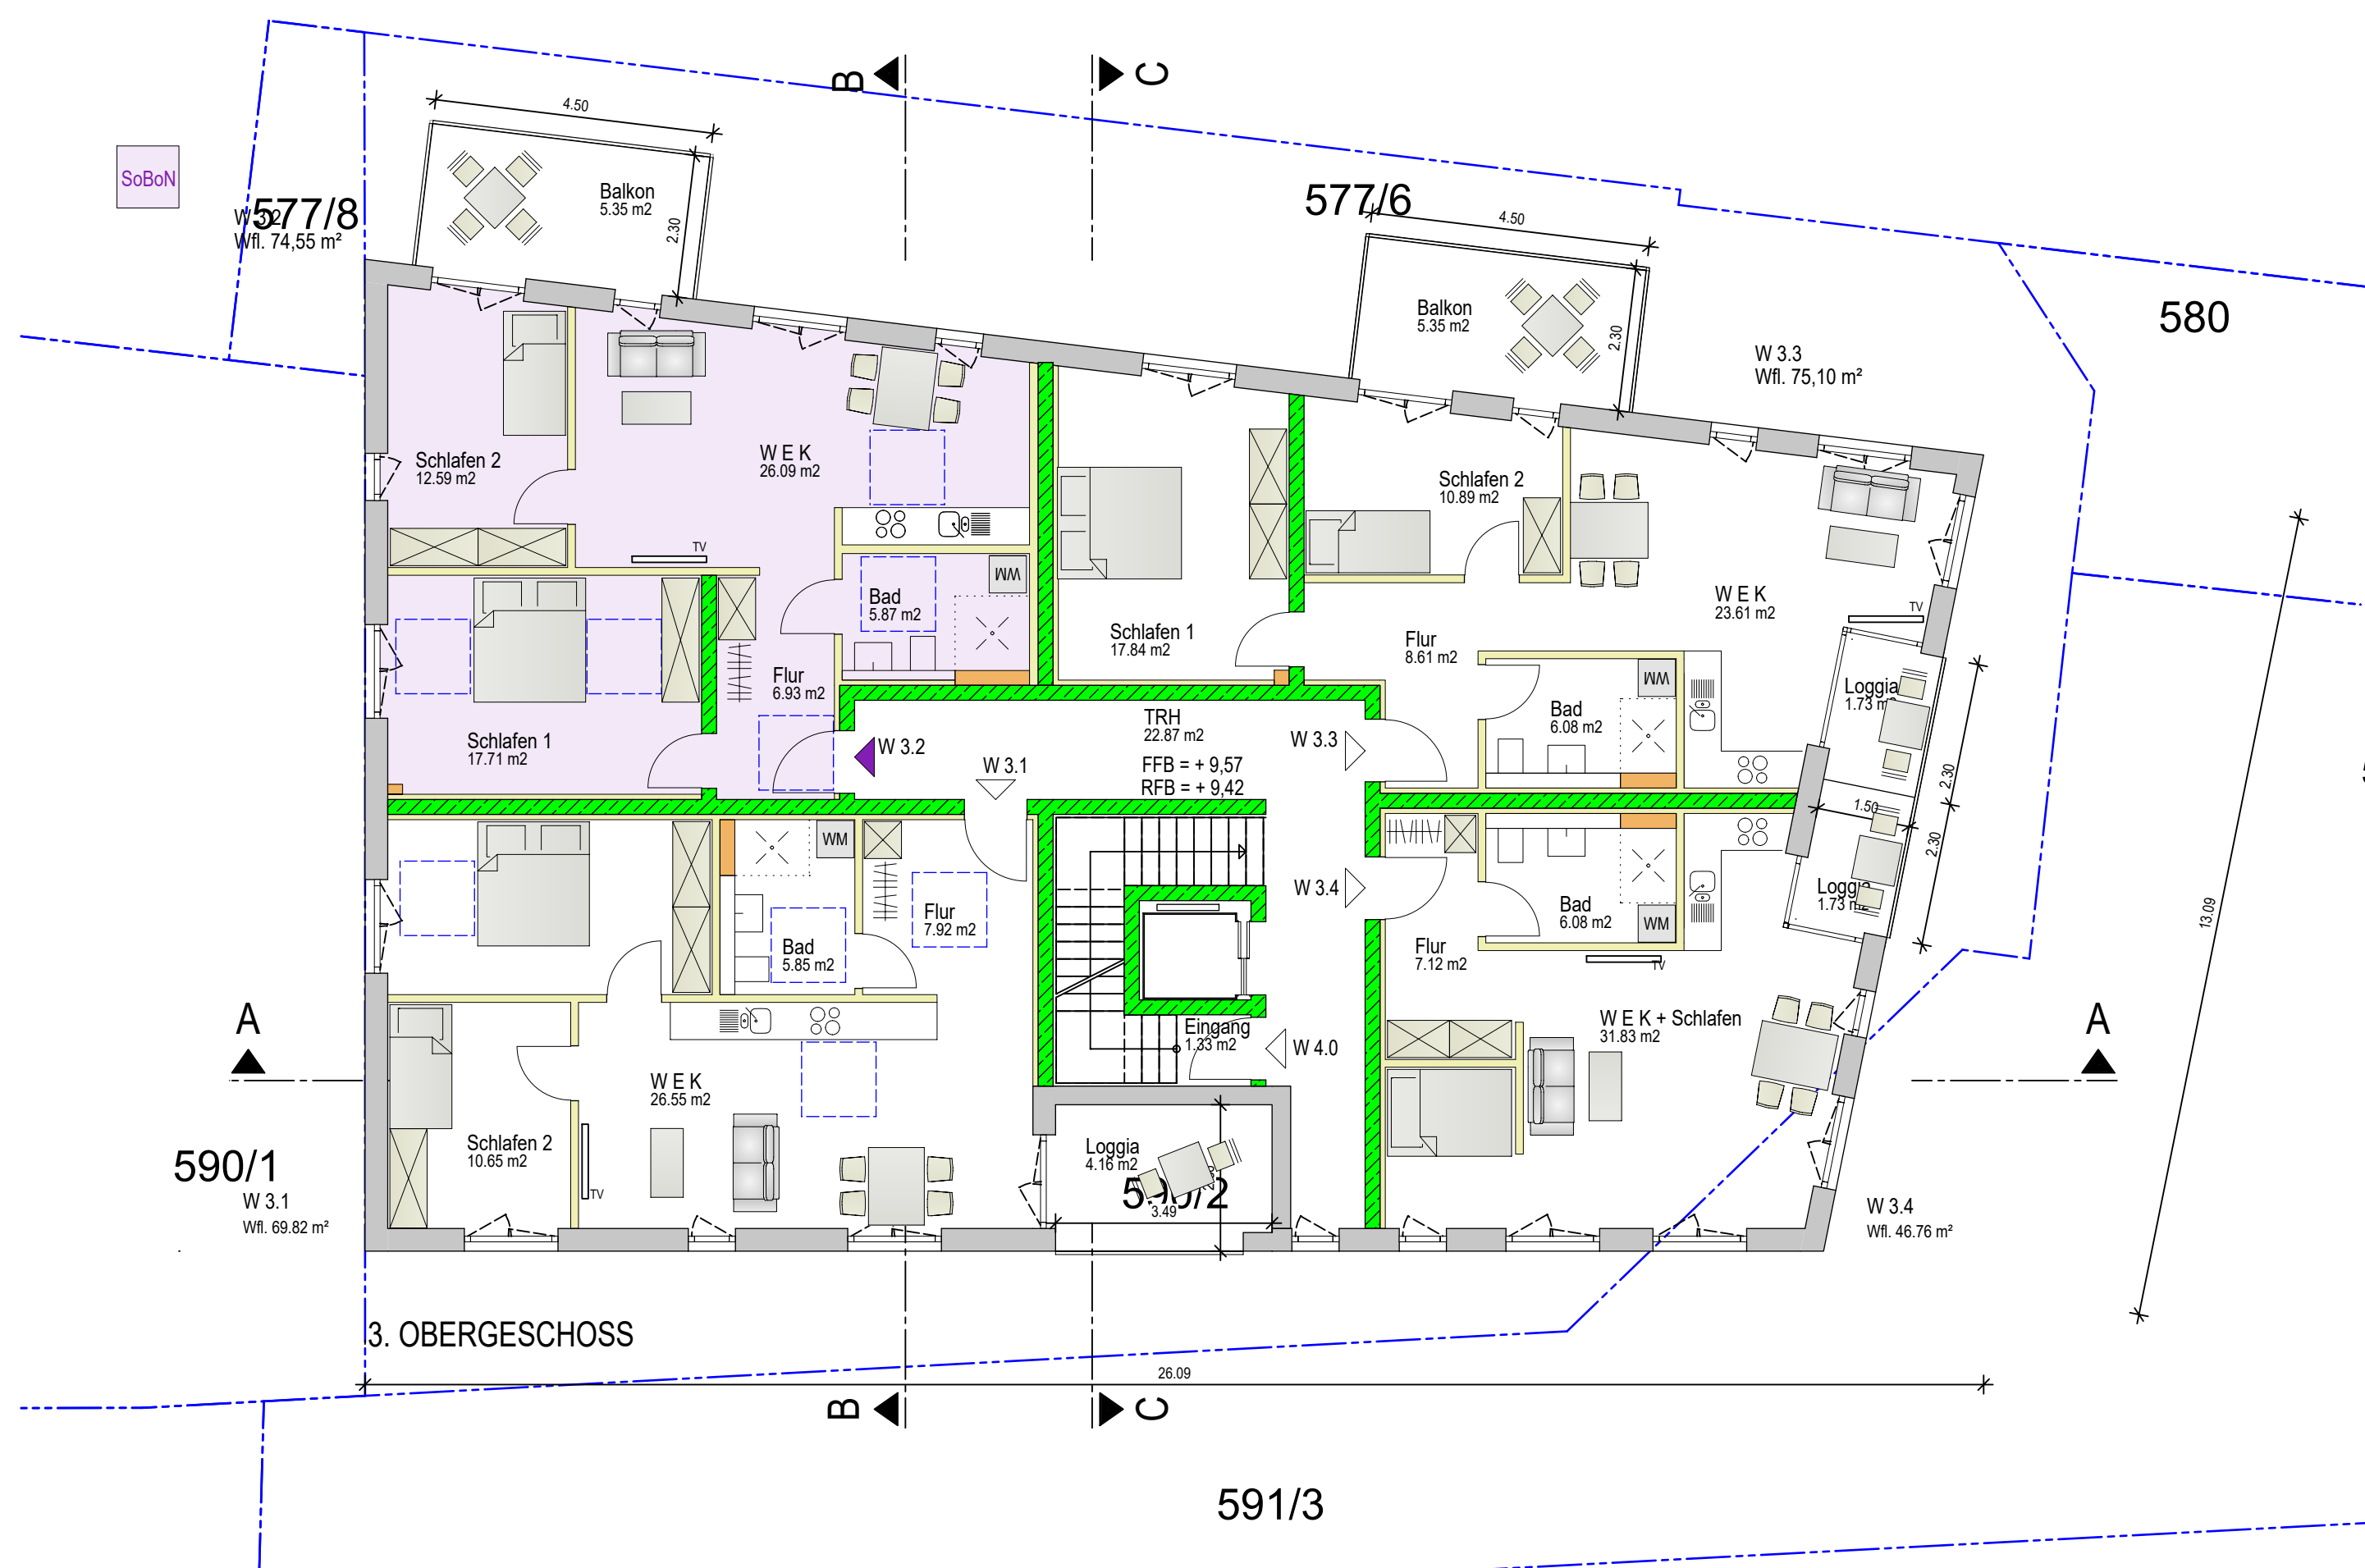 B
C
4.50
SoBoN
577/8
W 3.2
Wfl. 74,55 m²
Balkon
5.35 m2
2.30
577/6
4.50
Balkon
5.35 m2
2.30
580
W 3.3
Wfl. 75,10 m²
Schlafen 2
12.59 m2
W E K
26.09 m2
Schlafen 2
10.89 m2
TV
Bad
5.87 m2
WM
W E K
23.61 m2
TV
Schlafen 1
17.84 m2
Flur
8.61 m2
Flur
6.93 m2
WM
Loggia
1.73 m2
Bad
6.08 m2
Schlafen 1
17.71 m2
TRH
22.87 m2
W 3.2
W 3.1
W 3.3
FFB = + 9,57
RFB = + 9,42
2.30
1.50
2.30
WM
W 3.4
Loggia
1.73 m2
Flur
7.92 m2
Bad
5.85 m2
Bad
6.08 m2
WM
13.09
Flur
7.12 m2
TV
A
Eingang
1.33 m2
W 4.0
W E K + Schlafen
31.83 m2
A
W E K
26.55 m2
Schlafen 2
10.65 m2
TV
Loggia
4.16 m2
590/1
590/2
3.49
W 3.1
Wfl. 69.82 m²
W 3.4
Wfl. 46.76 m²
3. OBERGESCHOSS
26.09
B
C
591/3